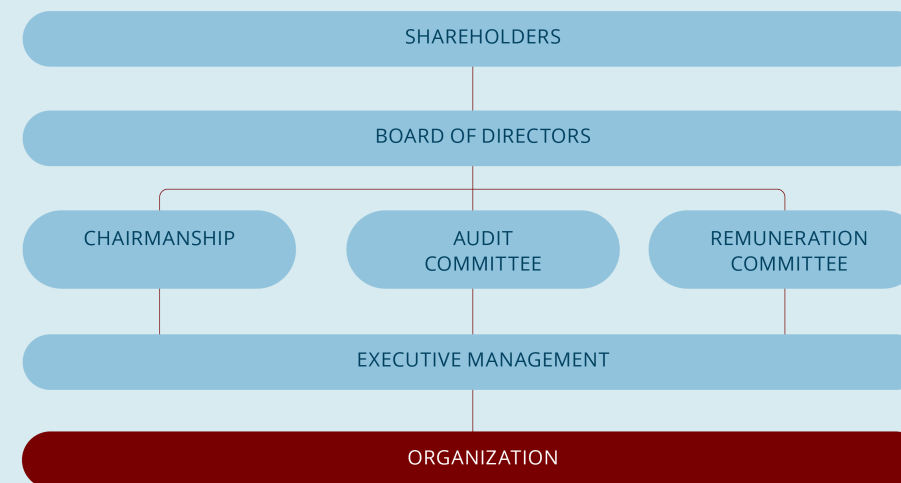 SHAREHOLDERS
BOARD OF DIRECTORS
CHAIRMANSHIP
AUDIT
COMMITTEE
REMUNERATION
COMMITTEE
EXECUTIVE MANAGEMENT
ORGANIZATION